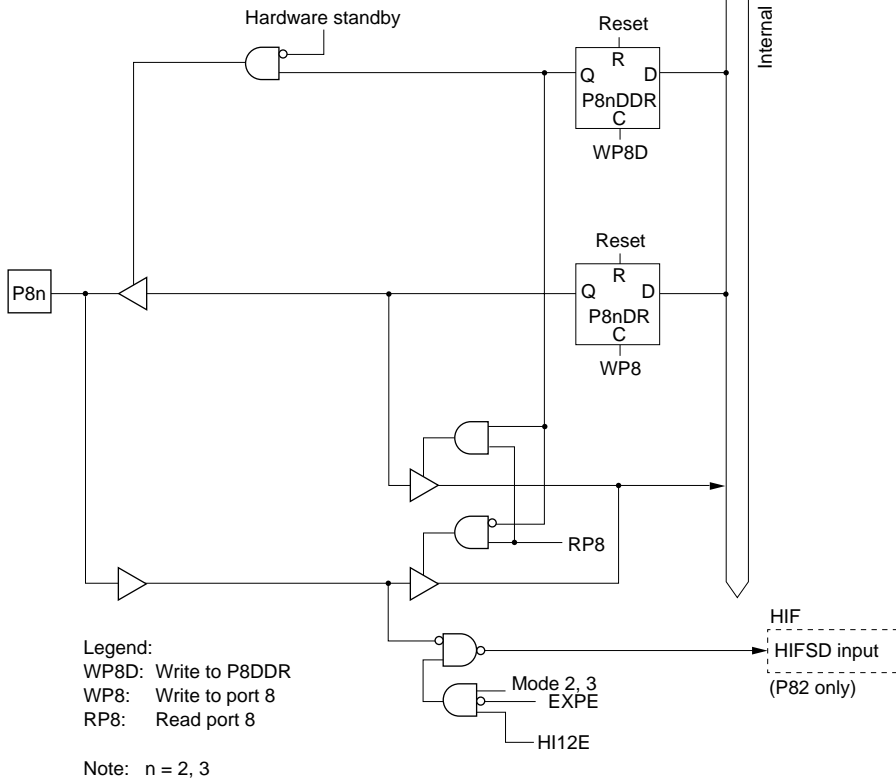 Hardware standby
Internal
Reset
R
Q D
P8nDDR
C
WP8D
Reset
R
P8n
Q D
P8nDR
C
WP8
RP8
HIF
HIFSD input
(P82 only)
Mode 2, 3
EXPE
HI12E
Legend:
WP8D: Write to P8DDR
WP8: Write to port 8
RP8: Read port 8
Note: n = 2, 3